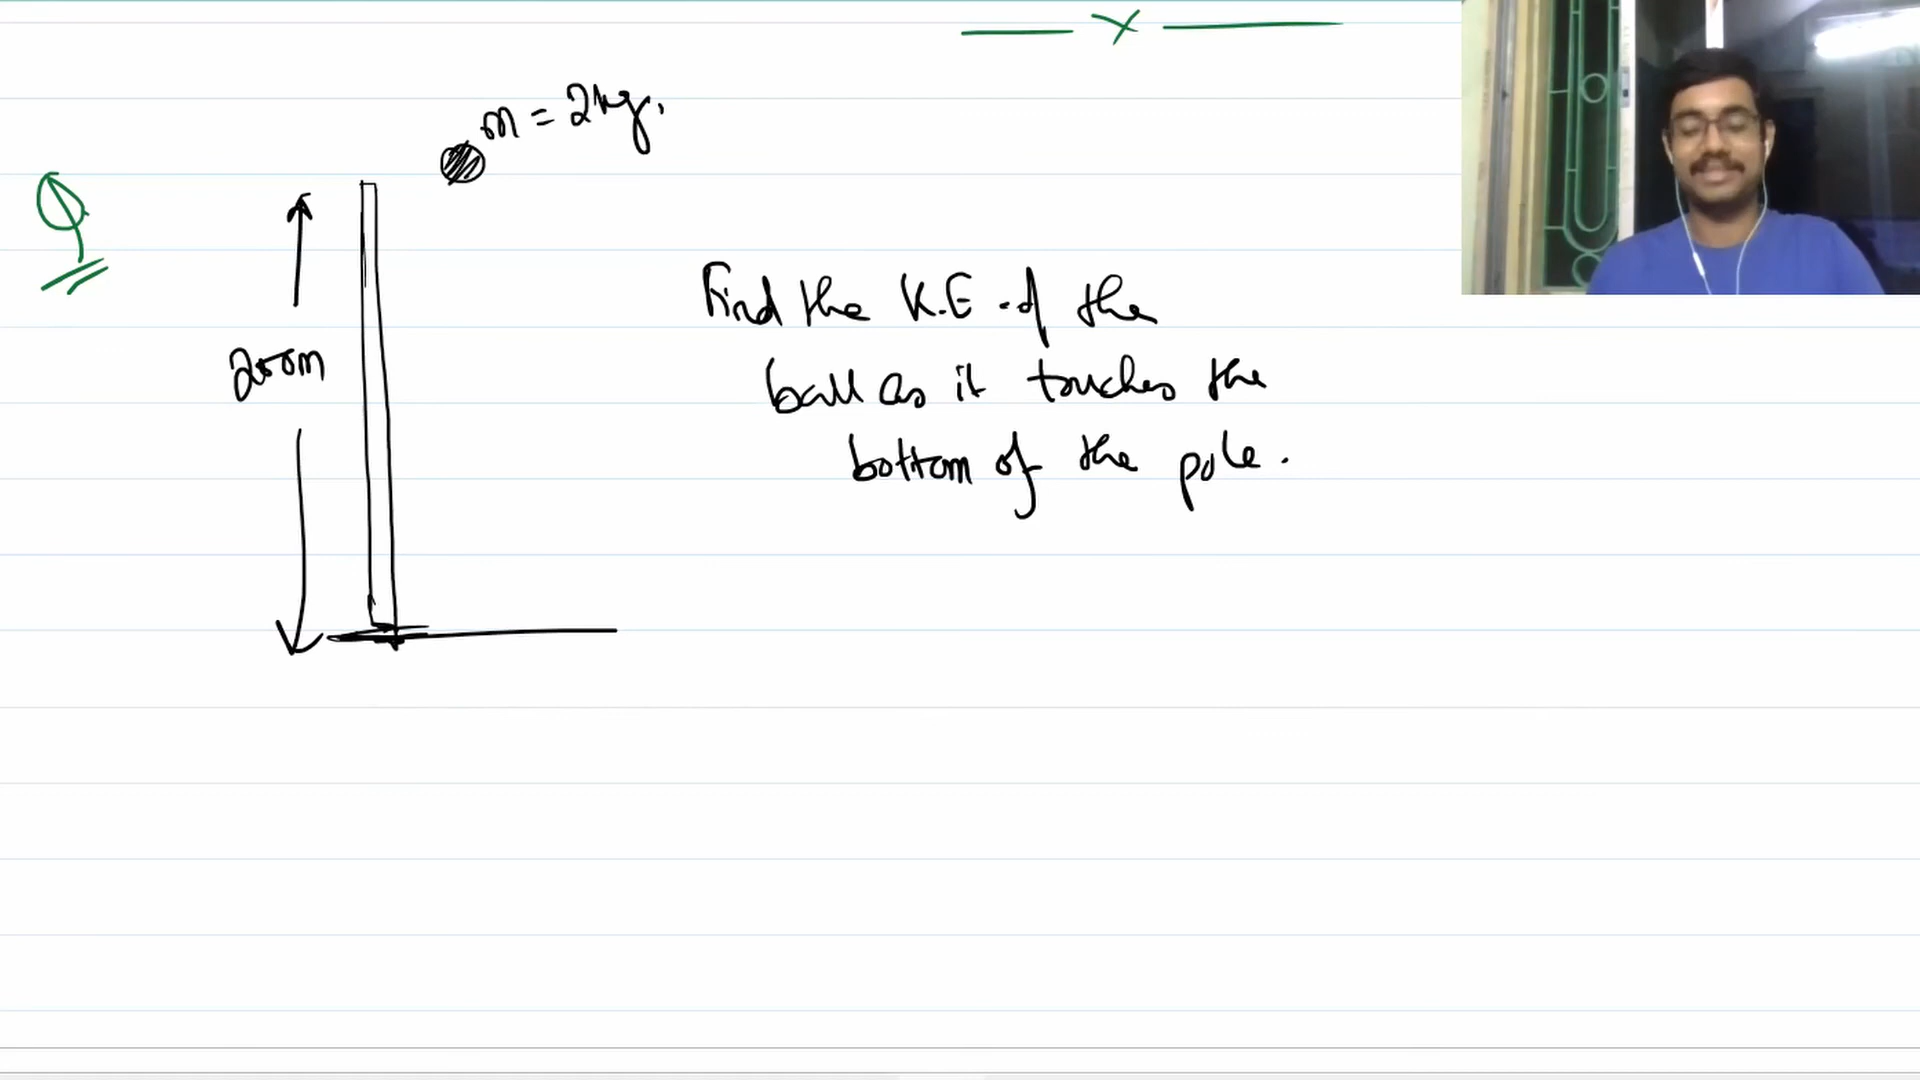 x
m = 2kg.
Q
200m
Find the K.E of the
ball as it touches the
bottom of the pole.